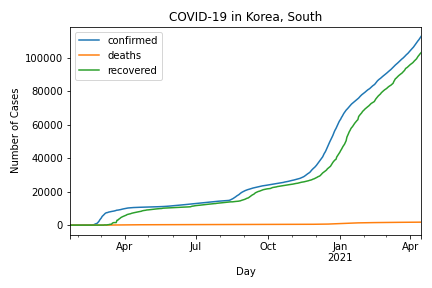 COVID-19 in Korea, South
confirmed
deaths
recovered
Number of Cases
100000
80000
60000
40000
20000
0
Apr
Jul
Oct
Jan
2021
Apr
Day